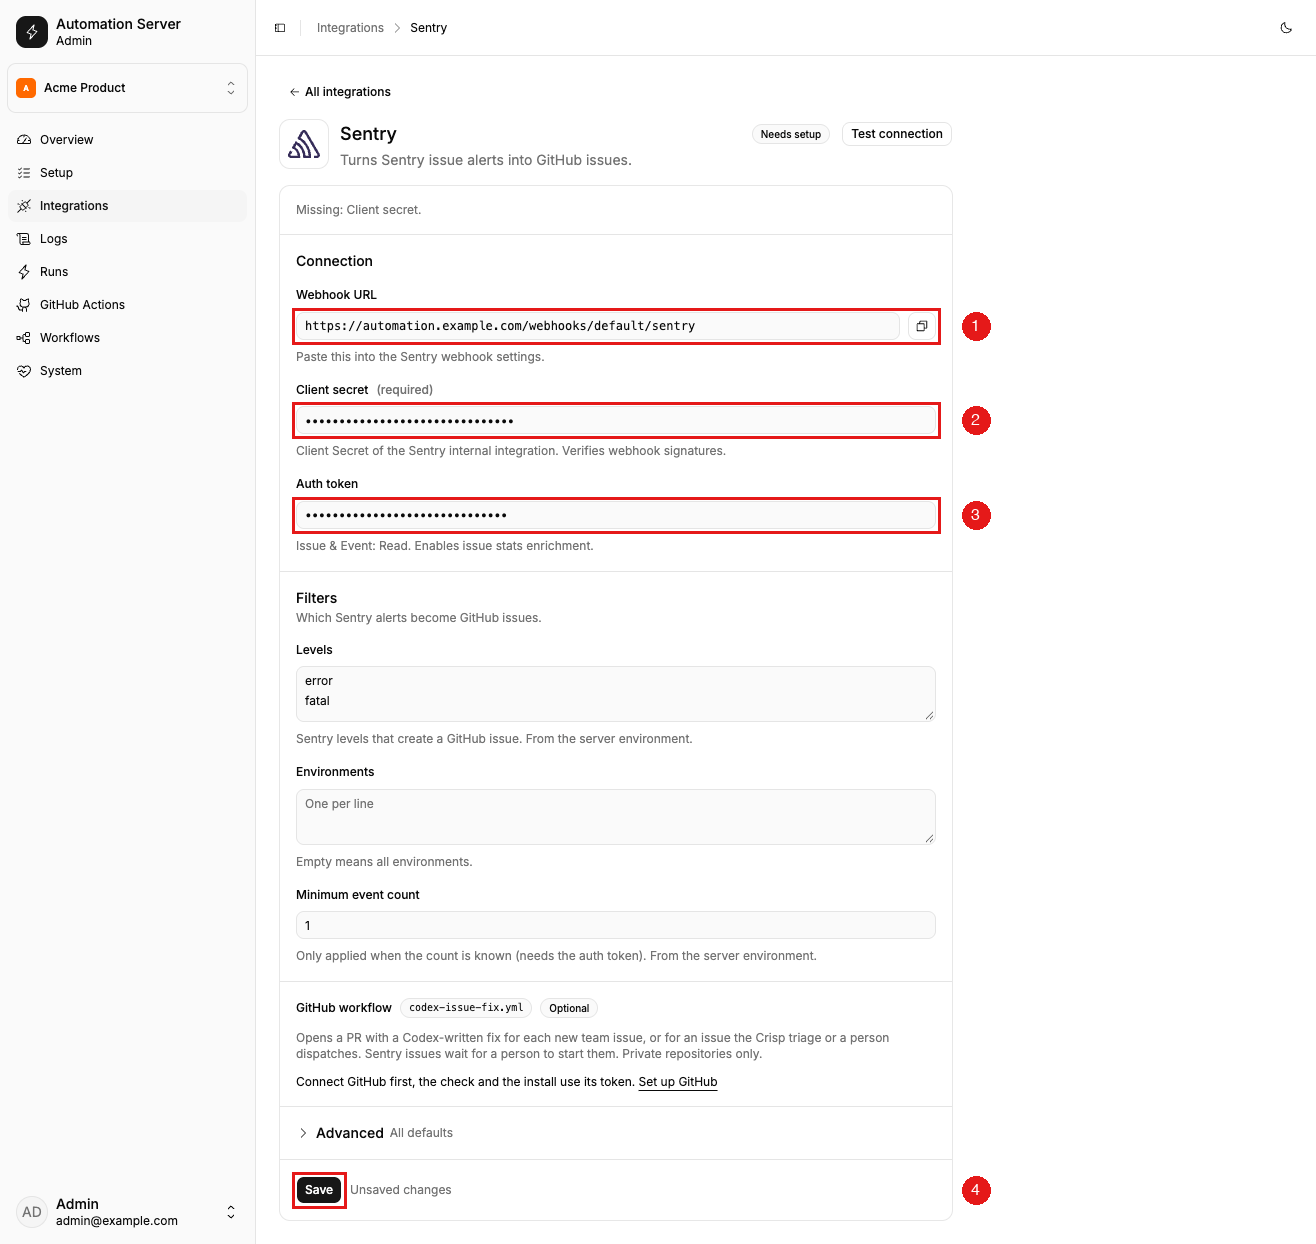 Automation Server
Admin
A
Acme Product
Overview
Setup
Integrations
Logs
Runs
GitHub Actions
Workflows
System
AD
Admin
admin@example.com
Integrations
Sentry
All integrations
Sentry
Turns Sentry issue alerts into GitHub issues.
Needs setup
Test connection
Missing: Client secret.
Connection
Webhook URL
https://automation.example.com/webhooks/default/sentry
1
Paste this into the Sentry webhook settings.
Client secret (required)
•••••••••••••••••••••••••••••••
2
Client Secret of the Sentry internal integration. Verifies webhook signatures.
Auth token
••••••••••••••••••••••••••••••
3
Issue & Event: Read. Enables issue stats enrichment.
Filters
Which Sentry alerts become GitHub issues.
Levels
error
fatal
Sentry levels that create a GitHub issue. From the server environment.
Environments
One per line
Empty means all environments.
Minimum event count
1
Only applied when the count is known (needs the auth token). From the server environment.
GitHub workflow codex-issue-fix.yml Optional
Opens a PR with a Codex-written fix for each new team issue, or for an issue the Crisp triage or a person
dispatches. Sentry issues wait for a person to start them. Private repositories only.
Connect GitHub first, the check and the install use its token. Set up GitHub
Advanced All defaults
Save Unsaved changes
4